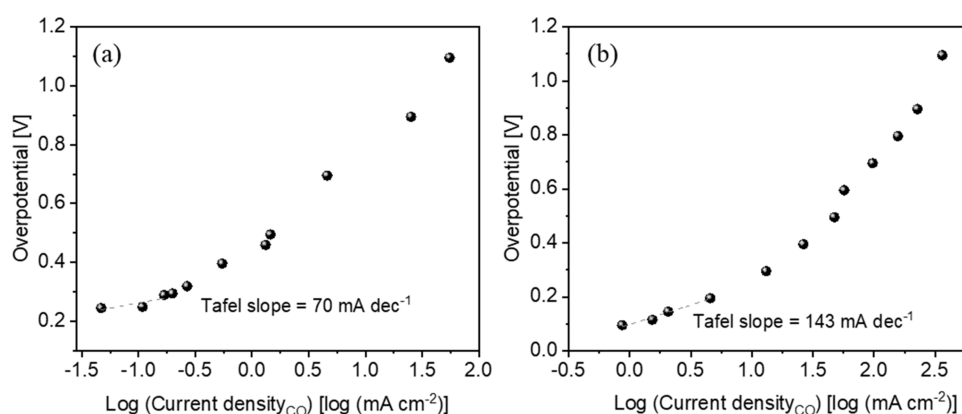 (a)
Overpotential [V]
1.2
1.0
0.8
0.6
0.4
0.2
Tafel slope = 70 mA dec⁻¹
-1.5 -1.0 -0.5 0.0 0.5 1.0 1.5 2.0
Log (Current density_CO) [log (mA cm⁻²)]
(b)
Overpotential [V]
1.2
1.0
0.8
0.6
0.4
0.2
0.0
Tafel slope = 143 mA dec⁻¹
-0.5 0.0 0.5 1.0 1.5 2.0 2.5
Log (Current density_CO) [log (mA cm⁻²)]